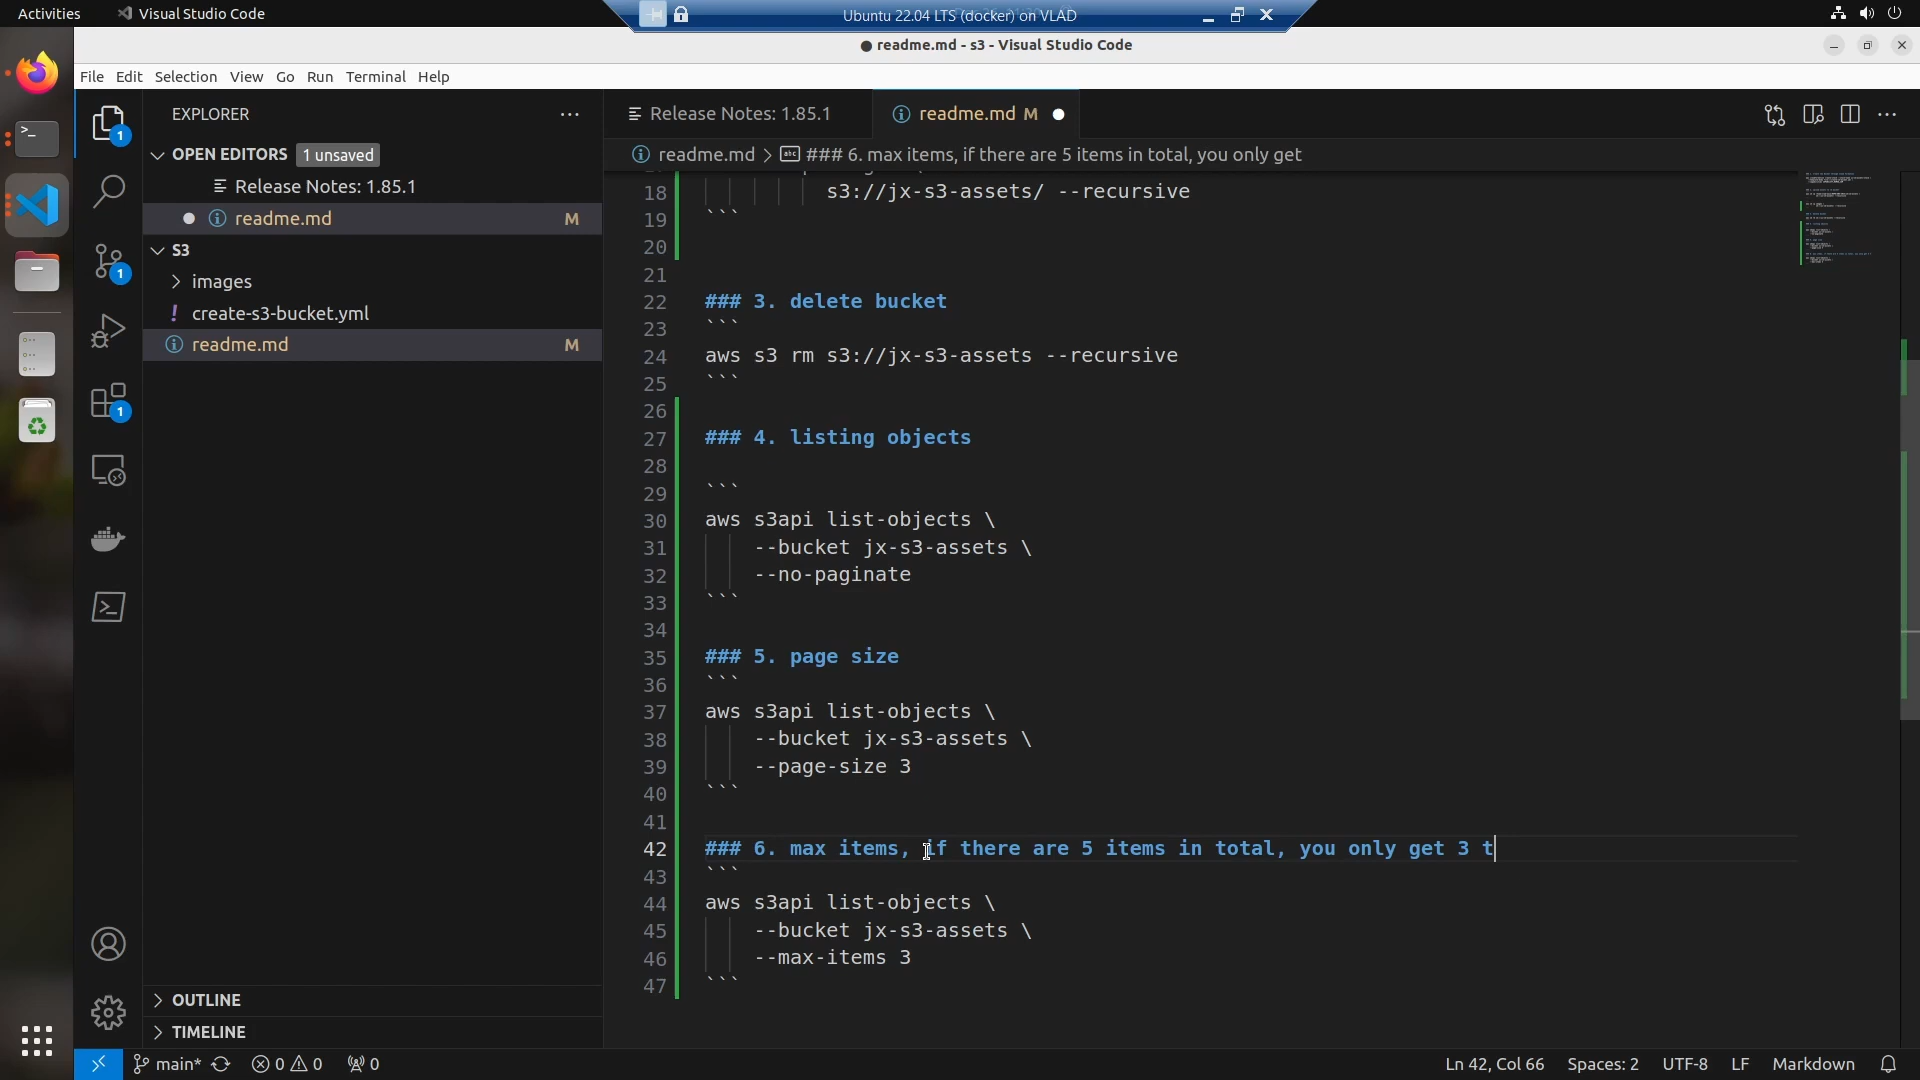 Activities
Visual Studio Code
Ubuntu 22.04 LTS (docker) on VLAD
● readme.md - s3 - Visual Studio Code
File Edit Selection View Go Run Terminal Help
EXPLORER
OPEN EDITORS 1 unsaved
Release Notes: 1.85.1
readme.md M
S3
images
create-s3-bucket.yml
readme.md M
OUTLINE
TIMELINE
1
1
1
Release Notes: 1.85.1
readme.md M
readme.md > ### 6. max items, if there are 5 items in total, you only get
18 s3://jx-s3-assets/ --recursive
19 ```
20
21
22 ### 3. delete bucket
23 ```
24 aws s3 rm s3://jx-s3-assets --recursive
25 ```
26
27 ### 4. listing objects
28
29 ```
30 aws s3api list-objects \
31 --bucket jx-s3-assets \
32 --no-paginate
33 ```
34
35 ### 5. page size
36 ```
37 aws s3api list-objects \
38 --bucket jx-s3-assets \
39 --page-size 3
40 ```
41
42 ### 6. max items, if there are 5 items in total, you only get 3 t
43 ```
44 aws s3api list-objects \
45 --bucket jx-s3-assets \
46 --max-items 3
47 ```
main* 0 0 0
Ln 42, Col 66 Spaces: 2 UTF-8 LF Markdown